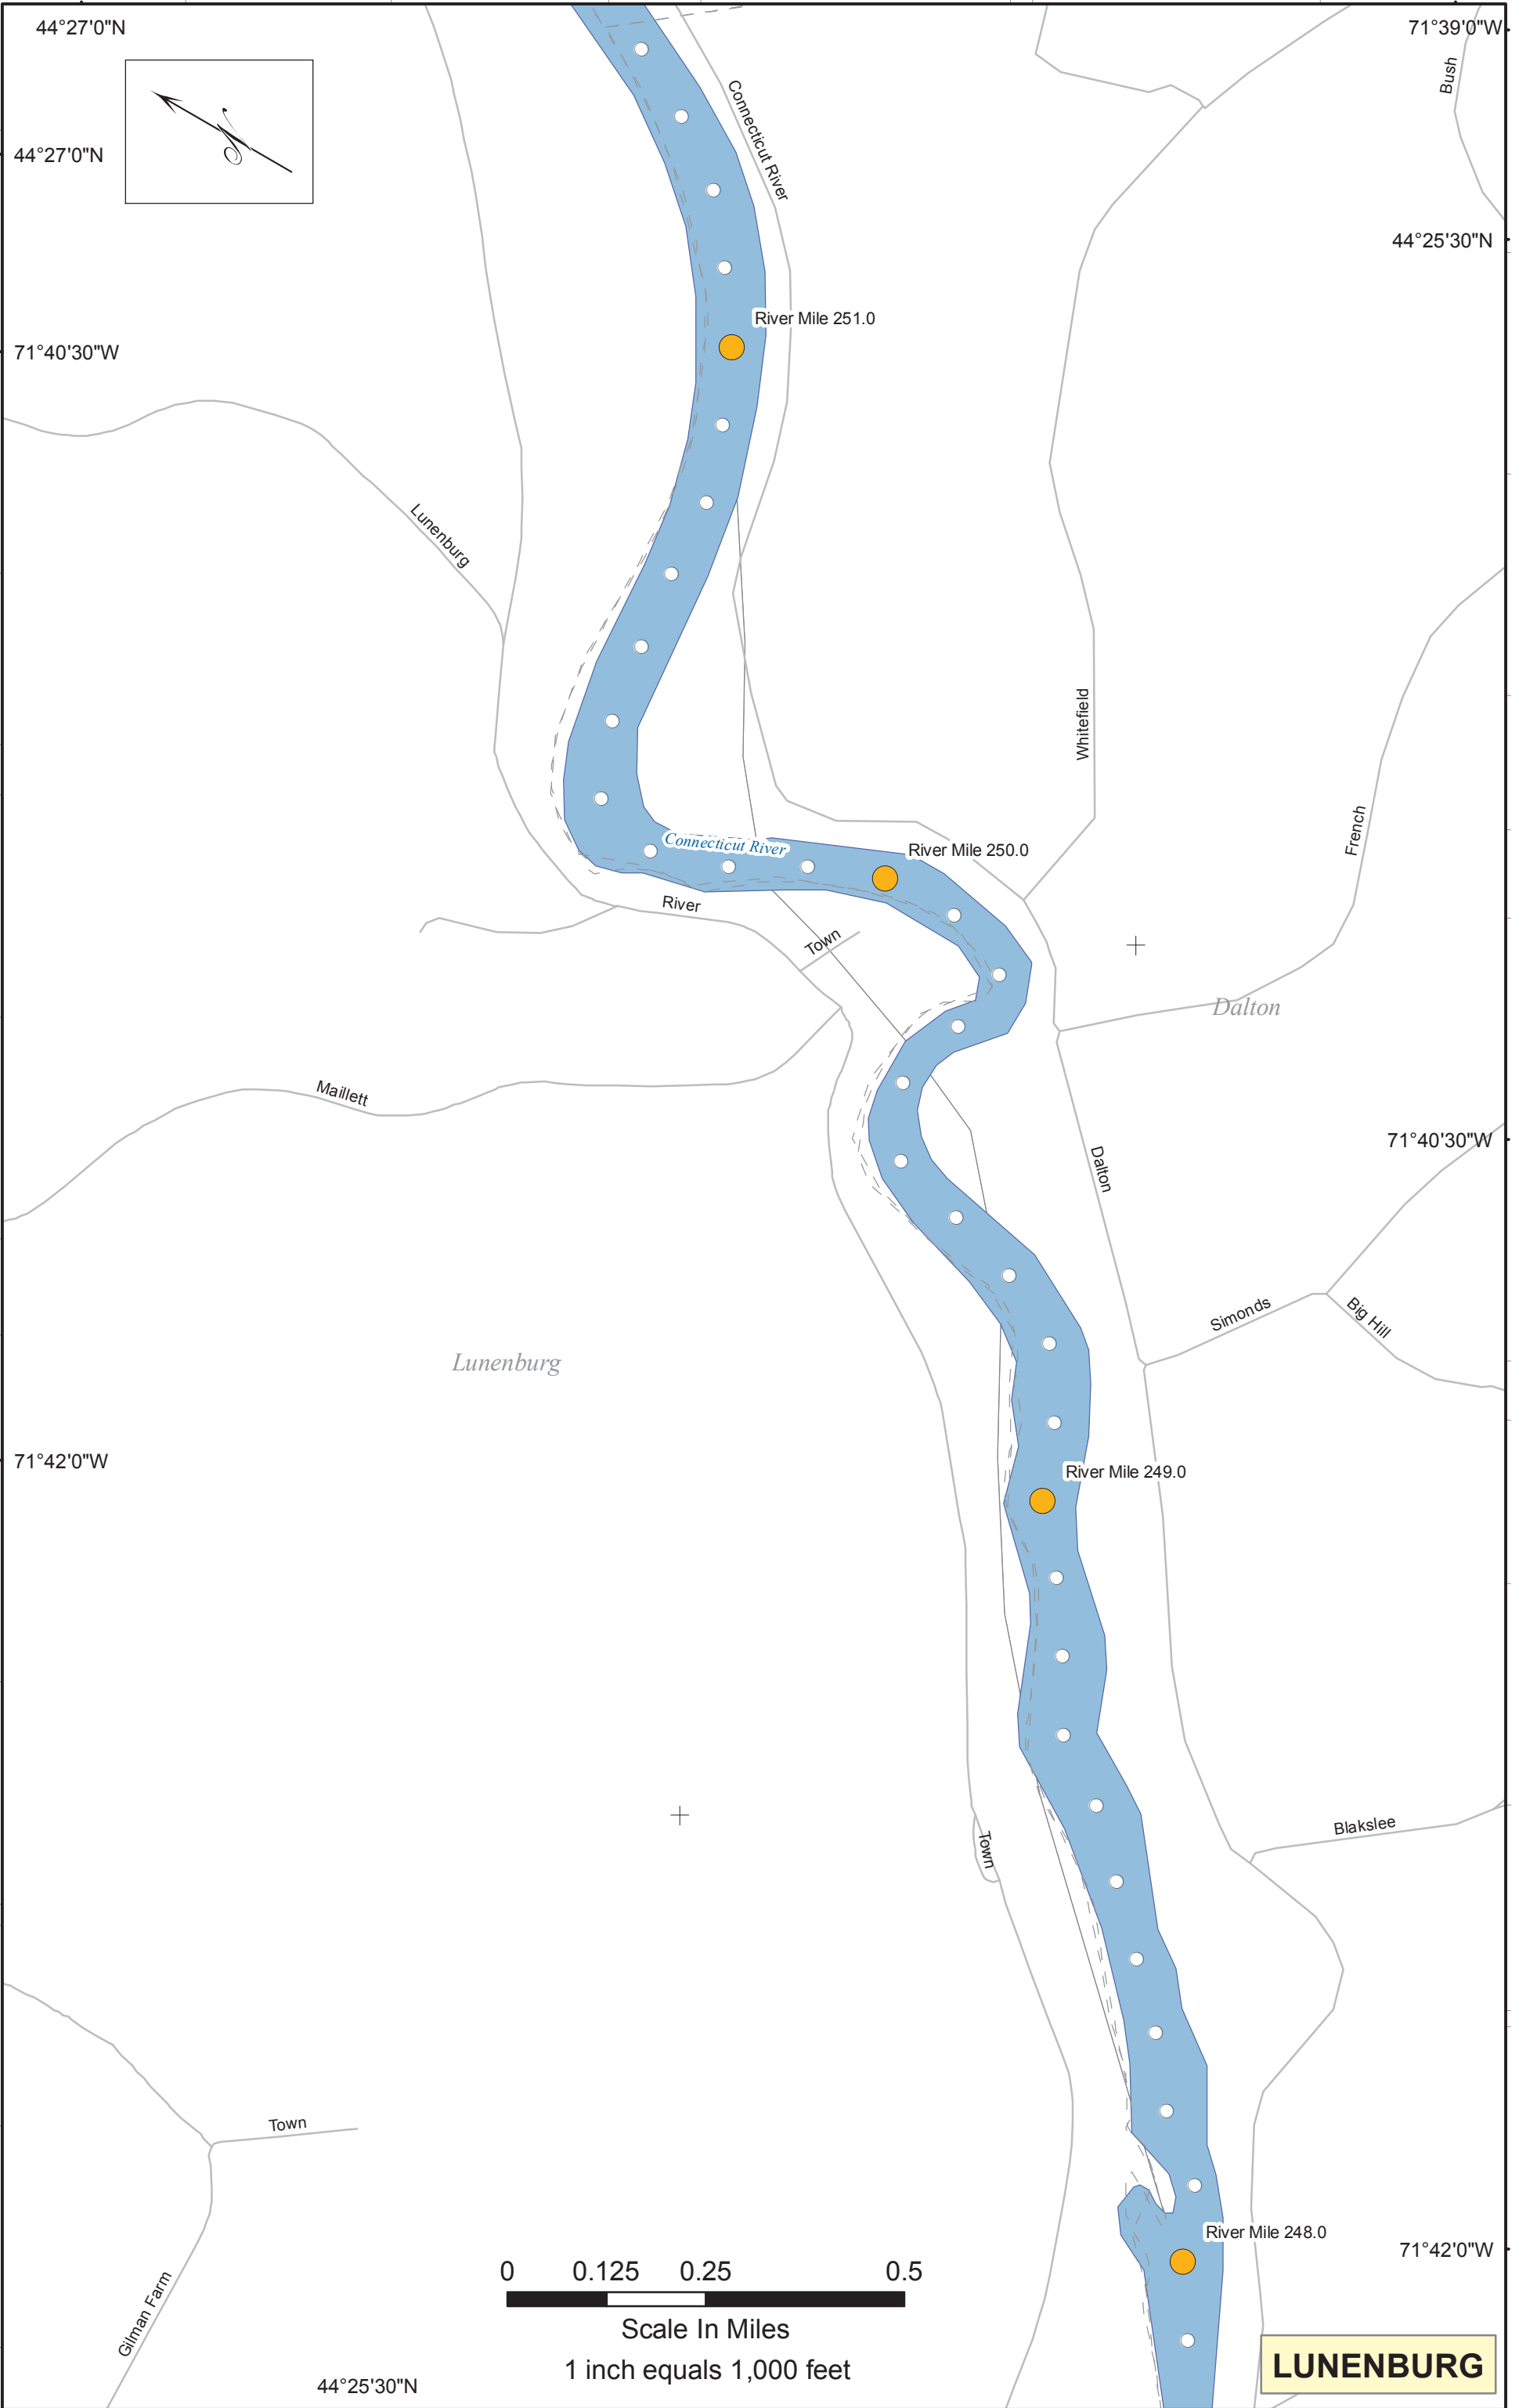 44°27'0"N
71°39'0"W
Bush
Connecticut River
44°27'0"N
44°25'30"N
River Mile 251.0
71°40'30"W
Lunenburg
Whitefield
French
Connecticut River
River Mile 250.0
River
Town
Dalton
Maillett
71°40'30"W
Dalton
Simonds
Big Hill
Lunenburg
71°42'0"W
River Mile 249.0
Town
Blakslee
Town
River Mile 248.0
71°42'0"W
Gilman Farm
0 0.125 0.25 0.5
Scale In Miles
1 inch equals 1,000 feet
44°25'30"N
LUNENBURG